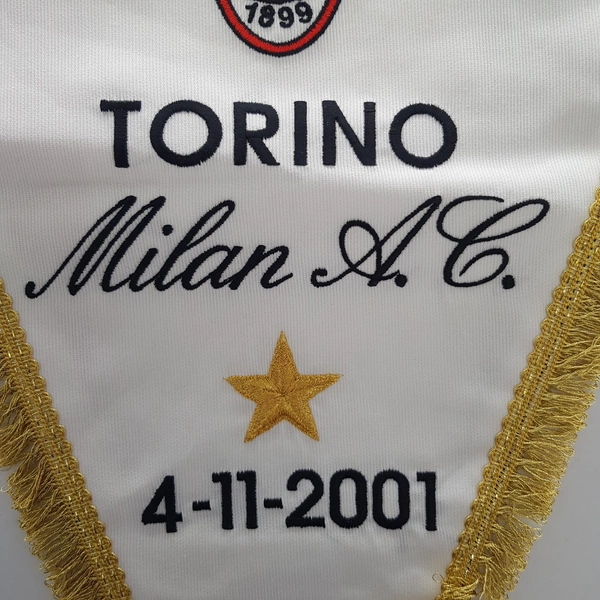 1899
TORINO
Milan A.C.
4-11-2001